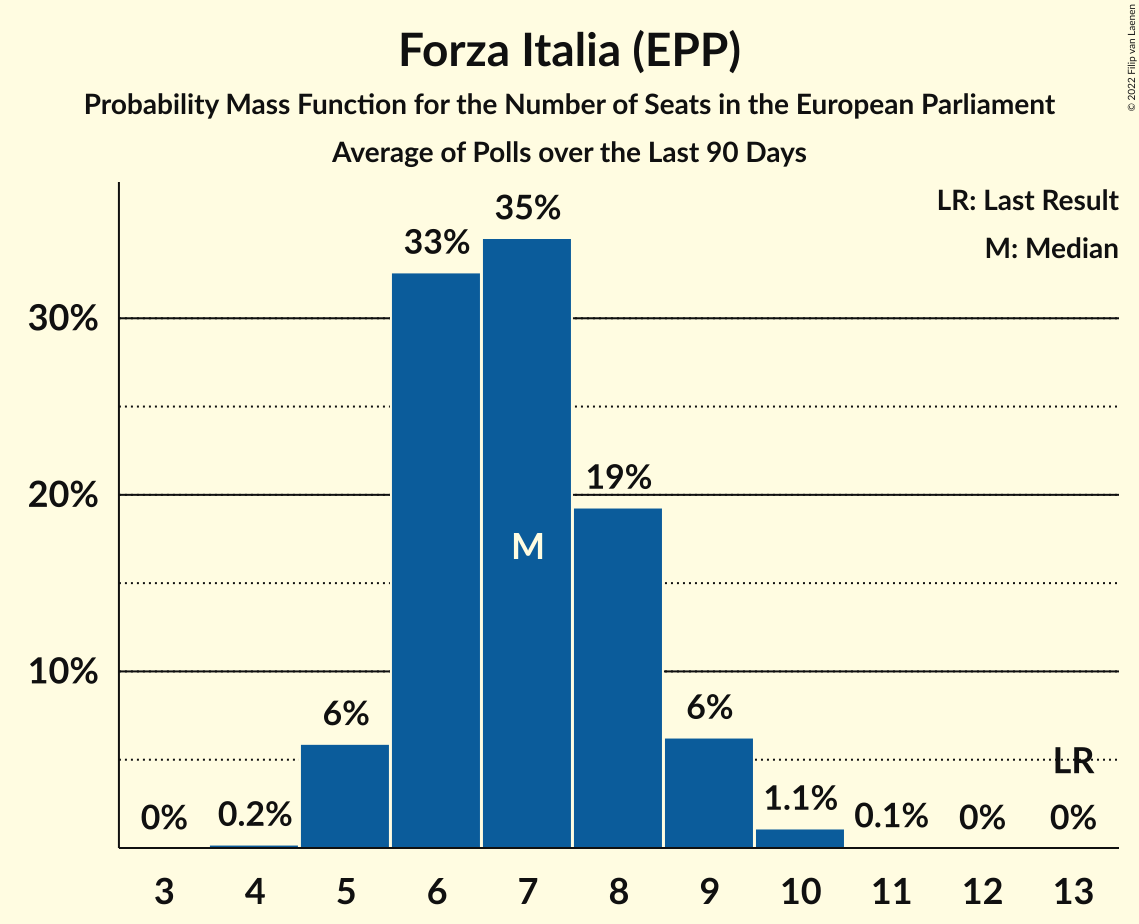 Forza Italia (EPP)
Probability Mass Function for the Number of Seats in the European Parliament
Average of Polls over the Last 90 Days
© 2022 Filip van Laenen
LR: Last Result
M: Median
35%
33%
30%
19%
20%
M
10%
6%
6%
LR
0%
0.2%
1.1%
0.1%
0%
0%
3 4 5 6 7 8 9 10 11 12 13